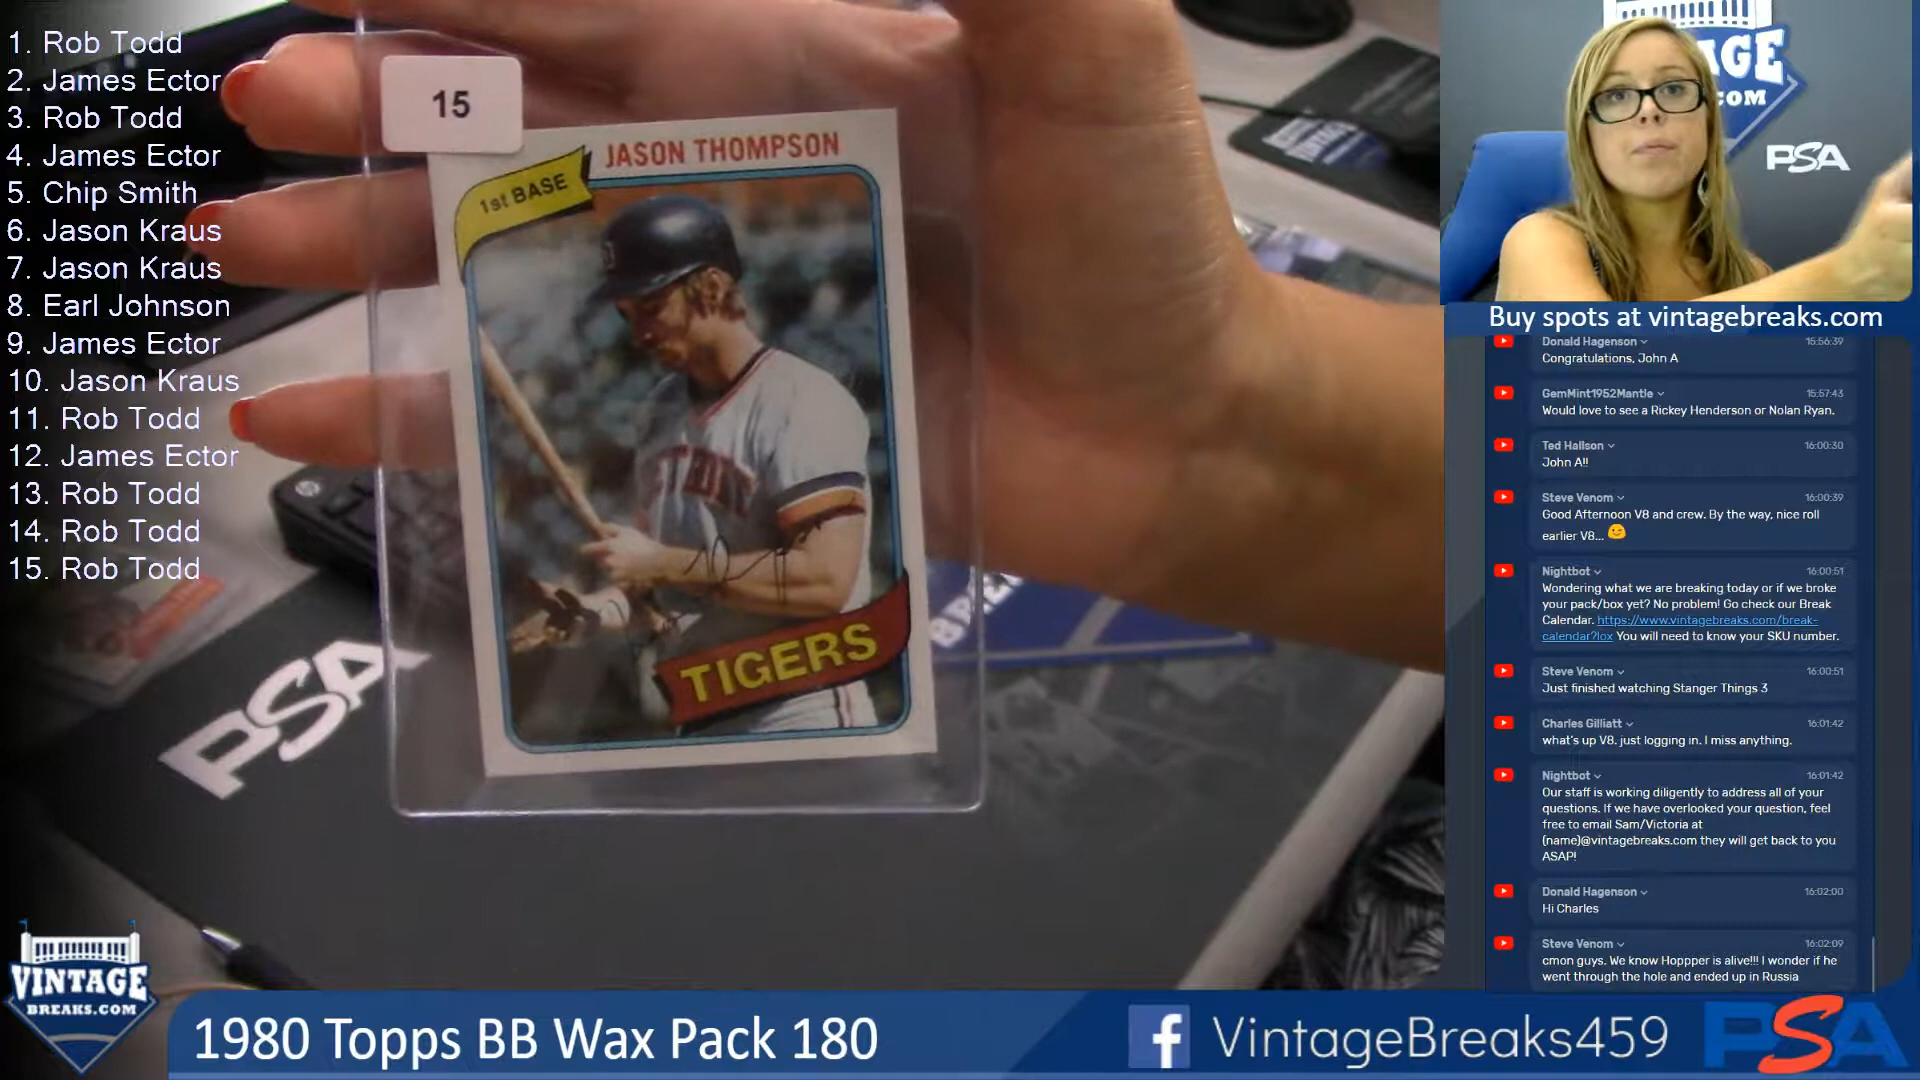 1. Rob Todd
2. James Ector
3. Rob Todd
4. James Ector
5. Chip Smith
6. Jason Kraus
7. Jason Kraus
8. Earl Johnson
9. James Ector
10. Jason Kraus
11. Rob Todd
12. James Ector
13. Rob Todd
14. Rob Todd
15. Rob Todd
15
JASON THOMPSON
1st BASE
TIGERS
PSA
VINTAGE
BREAKS.COM
1980 Topps BB Wax Pack 180
VintageBreaks459
PSA
PSA
Buy spots at vintagebreaks.com
Donald Hagenson 15:56:39
Congratulations, John A
GemMint1952Mantle 15:57:43
Would love to see a Rickey Henderson or Nolan Ryan.
Ted Hallson 16:00:30
John A!!
Steve Venom 16:00:39
Good Afternoon V8 and crew. By the way, nice roll
earlier V8... 😉
Nightbot 16:00:51
Wondering what we are breaking today or if we broke
your pack/box yet? No problem! Go check our Break
Calendar. https://www.vintagebreaks.com/break-
calendar?lox You will need to know your SKU number.
Steve Venom 16:00:51
Just finished watching Stanger Things 3
Charles Gilliatt 16:01:42
what's up V8. just logging in. I miss anything.
Nightbot 16:01:42
Our staff is working diligently to address all of your
questions. If we have overlooked your question, feel
free to email Sam/Victoria at
(name)@vintagebreaks.com they will get back to you
ASAP!
Donald Hagenson 16:02:00
Hi Charles
Steve Venom 16:02:09
cmon guys. We know Hoppper is alive!!! I wonder if he
went through the hole and ended up in Russia